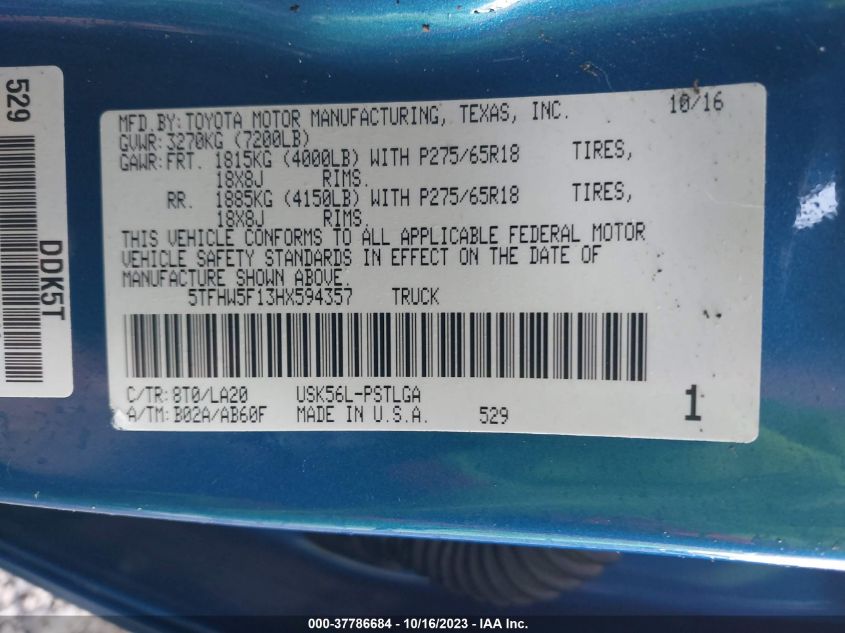 529
DDK5T
MFD.BY:TOYOTA MOTOR MANUFACTURING, TEXAS, INC. 10/16
GVWR:3270KG (7200LB)
GAWR:FRT. 1815KG (4000LB) WITH P275/65R18 TIRES,
18X8J RIMS.
RR. 1885KG (4150LB) WITH P275/65R18 TIRES,
18X8J RIMS.
THIS VEHICLE CONFORMS TO ALL APPLICABLE FEDERAL MOTOR
VEHICLE SAFETY STANDARDS IN EFFECT ON THE DATE OF
MANUFACTURE SHOWN ABOVE.
5TFHW5F13HX594357 TRUCK
C/TR:8T0/LA20 USK56L-PSTLGA
A/TM:B02A/AB60F MADE IN U.S.A. 529 1
000-37786684 - 10/16/2023 - IAA Inc.